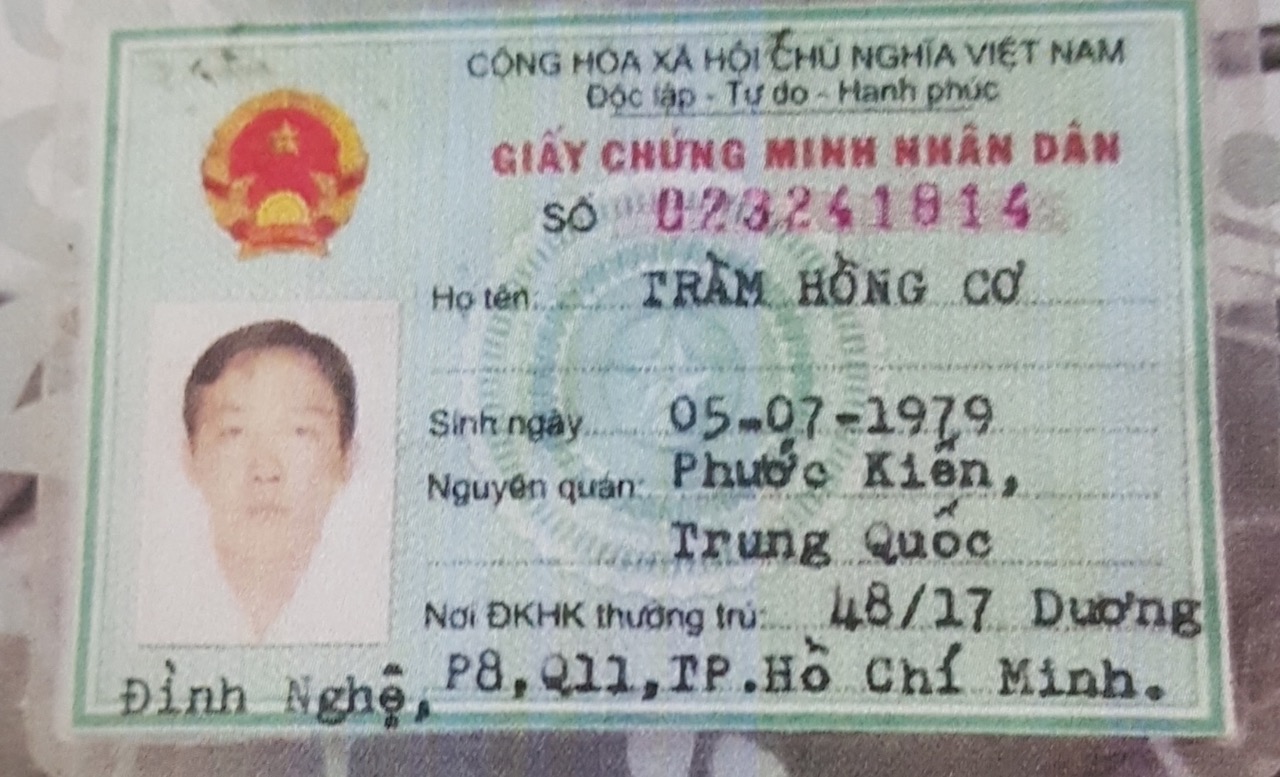 CỘNG HÒA XÃ HỘI CHỦ NGHĨA VIỆT NAM
Độc lập - Tự do - Hạnh phúc
GIẤY CHỨNG MINH NHÂN DÂN
SỐ 023241814
Họ tên: TRẦM HỒNG CƠ
Sinh ngày 05-07-1979
Nguyên quán: Phước Kiến,
Trung Quốc
Nơi ĐKHK thường trú: 48/17 Dương
Đình Nghệ, P8,Q11,TP.Hồ Chí Minh.